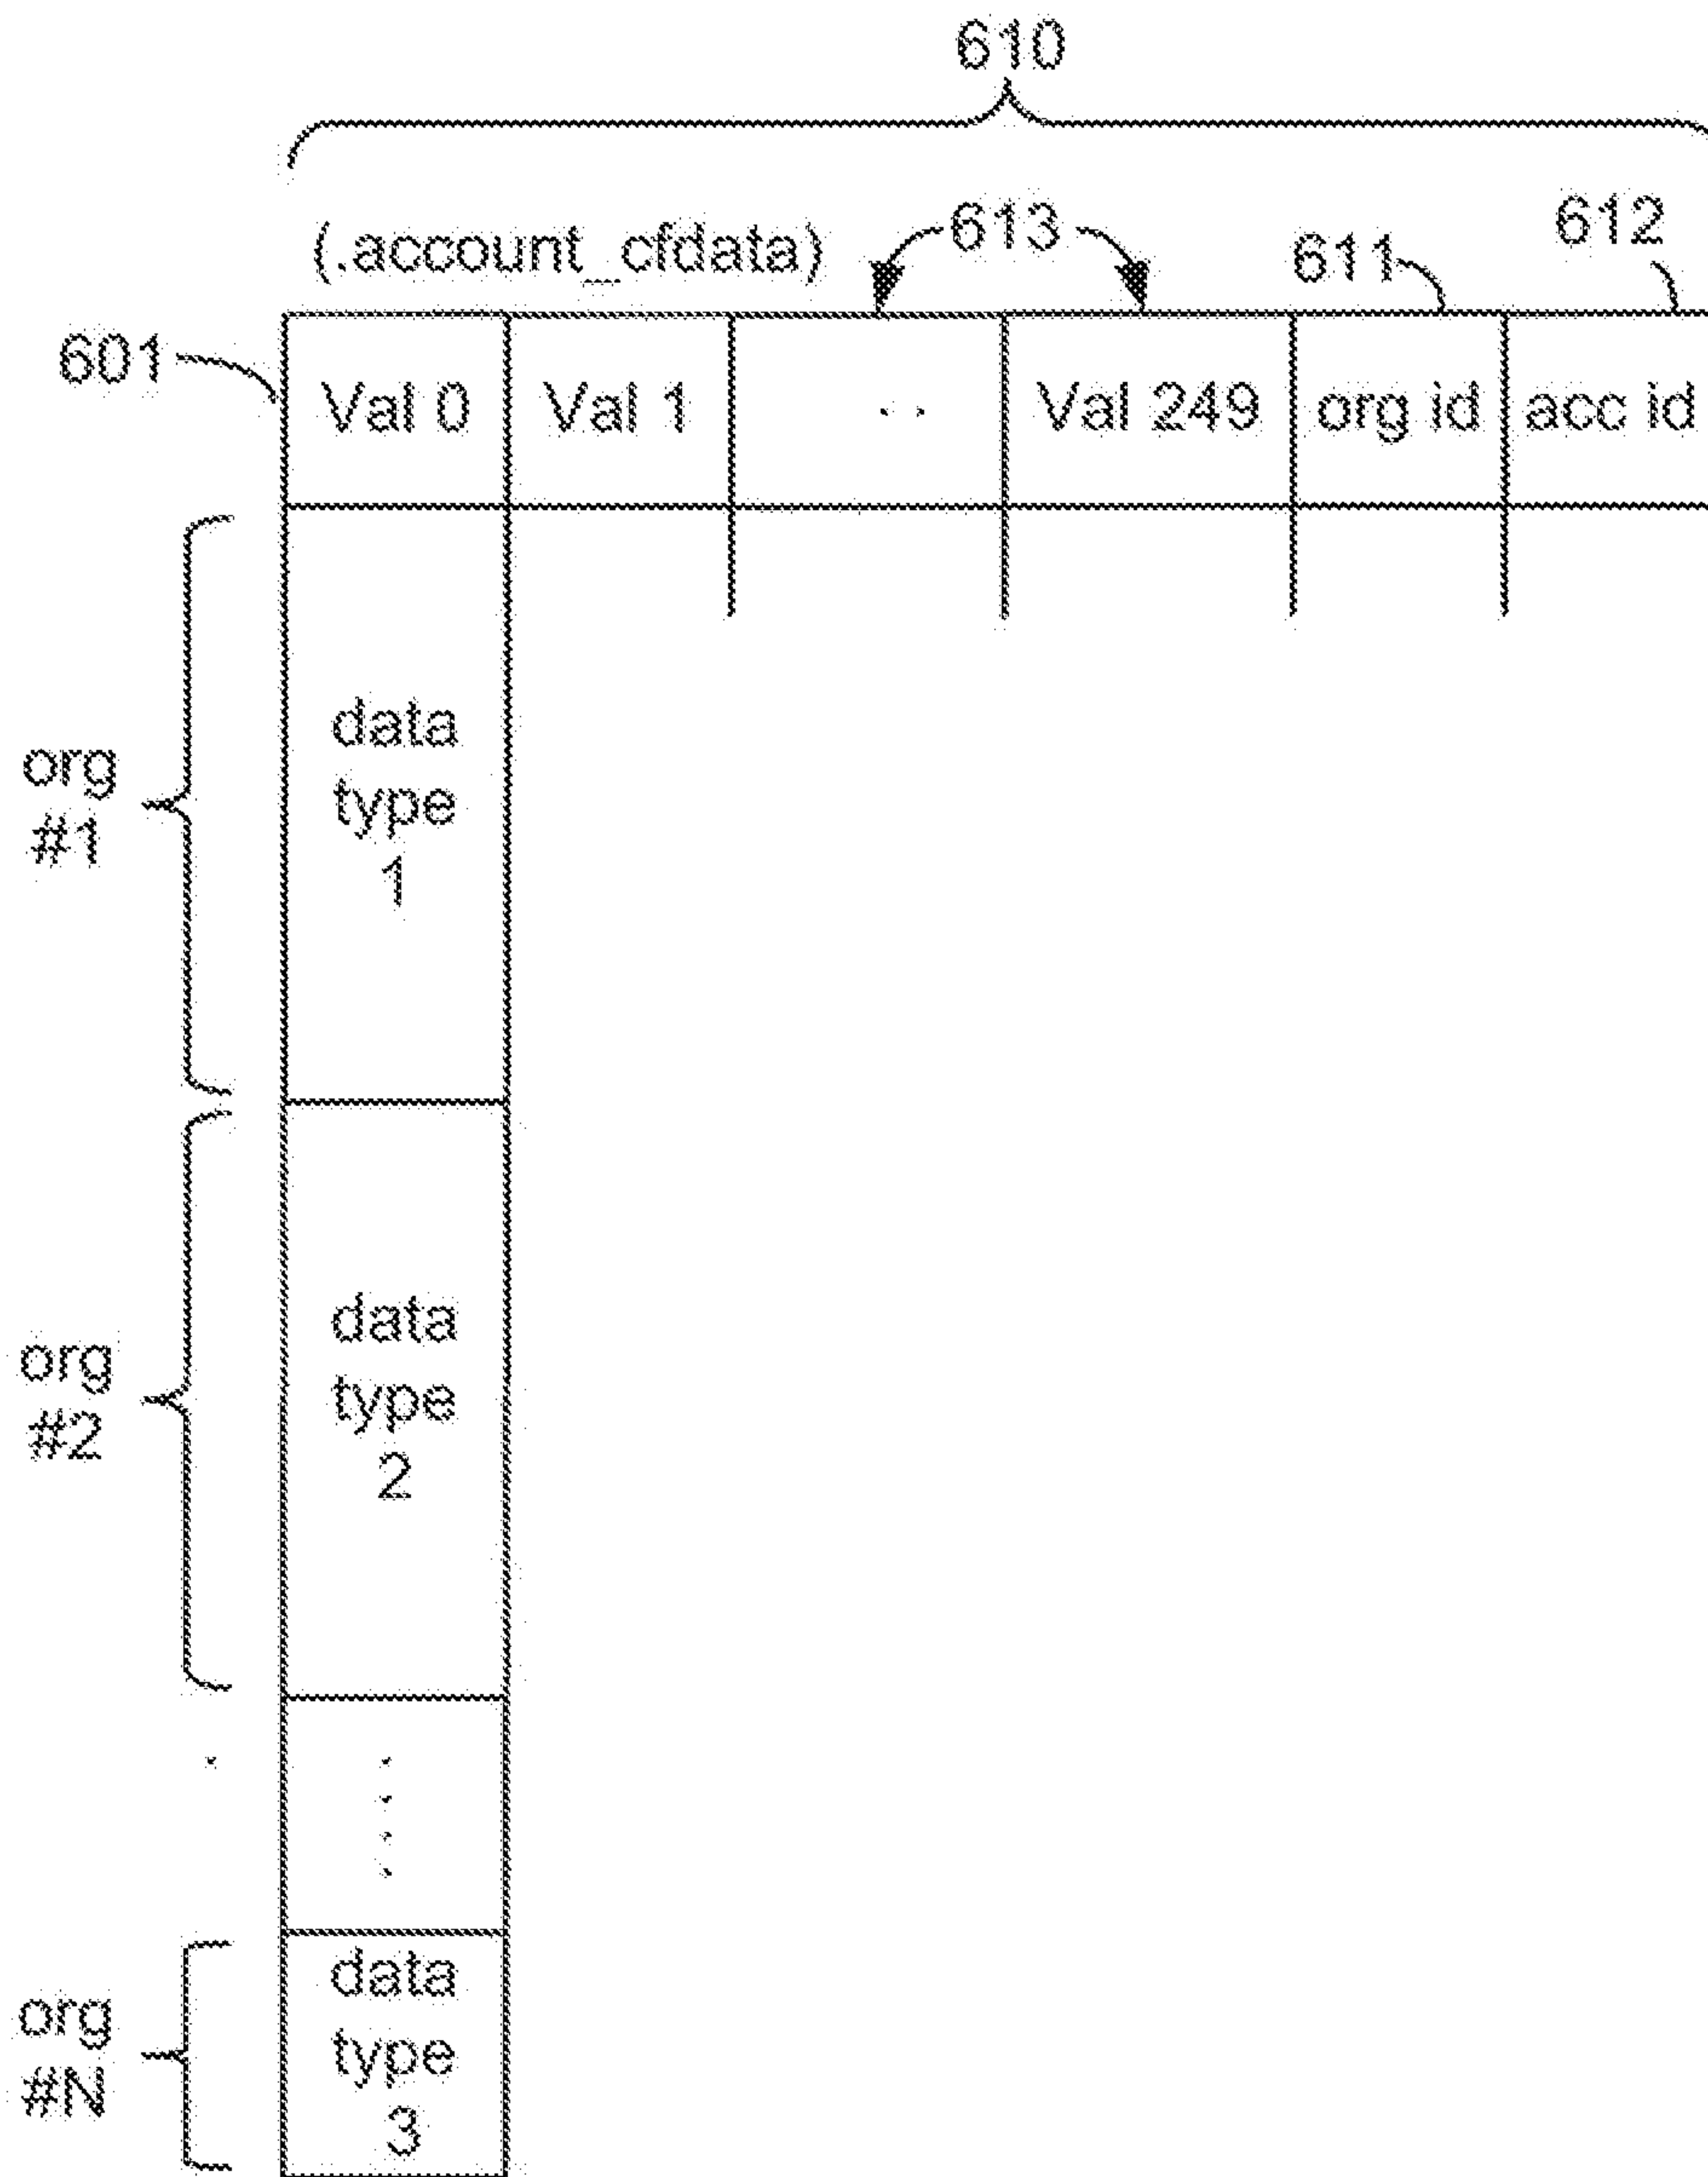 610
(.account_cfdata) 613 611 612
601
Val 0 Val 1 . . Val 249 org id acc id
org
#1
data
type
1
org
#2
data
type
2
org
#N
data
type
3